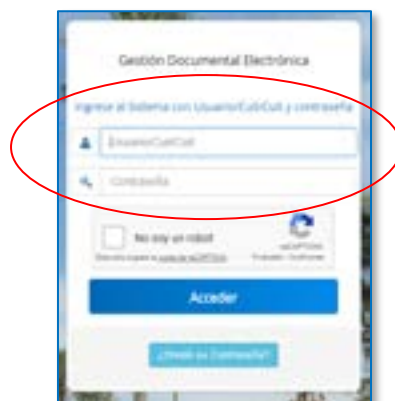 Gestión Documental Electrónica
Ingrese al Sistema con Usuario/Cuil/Cuit y contraseña
Usuario/Cuil/Cuit
Contraseña
No soy un robot
reCAPTCHA
Acceder
¿Olvidó su Contraseña?